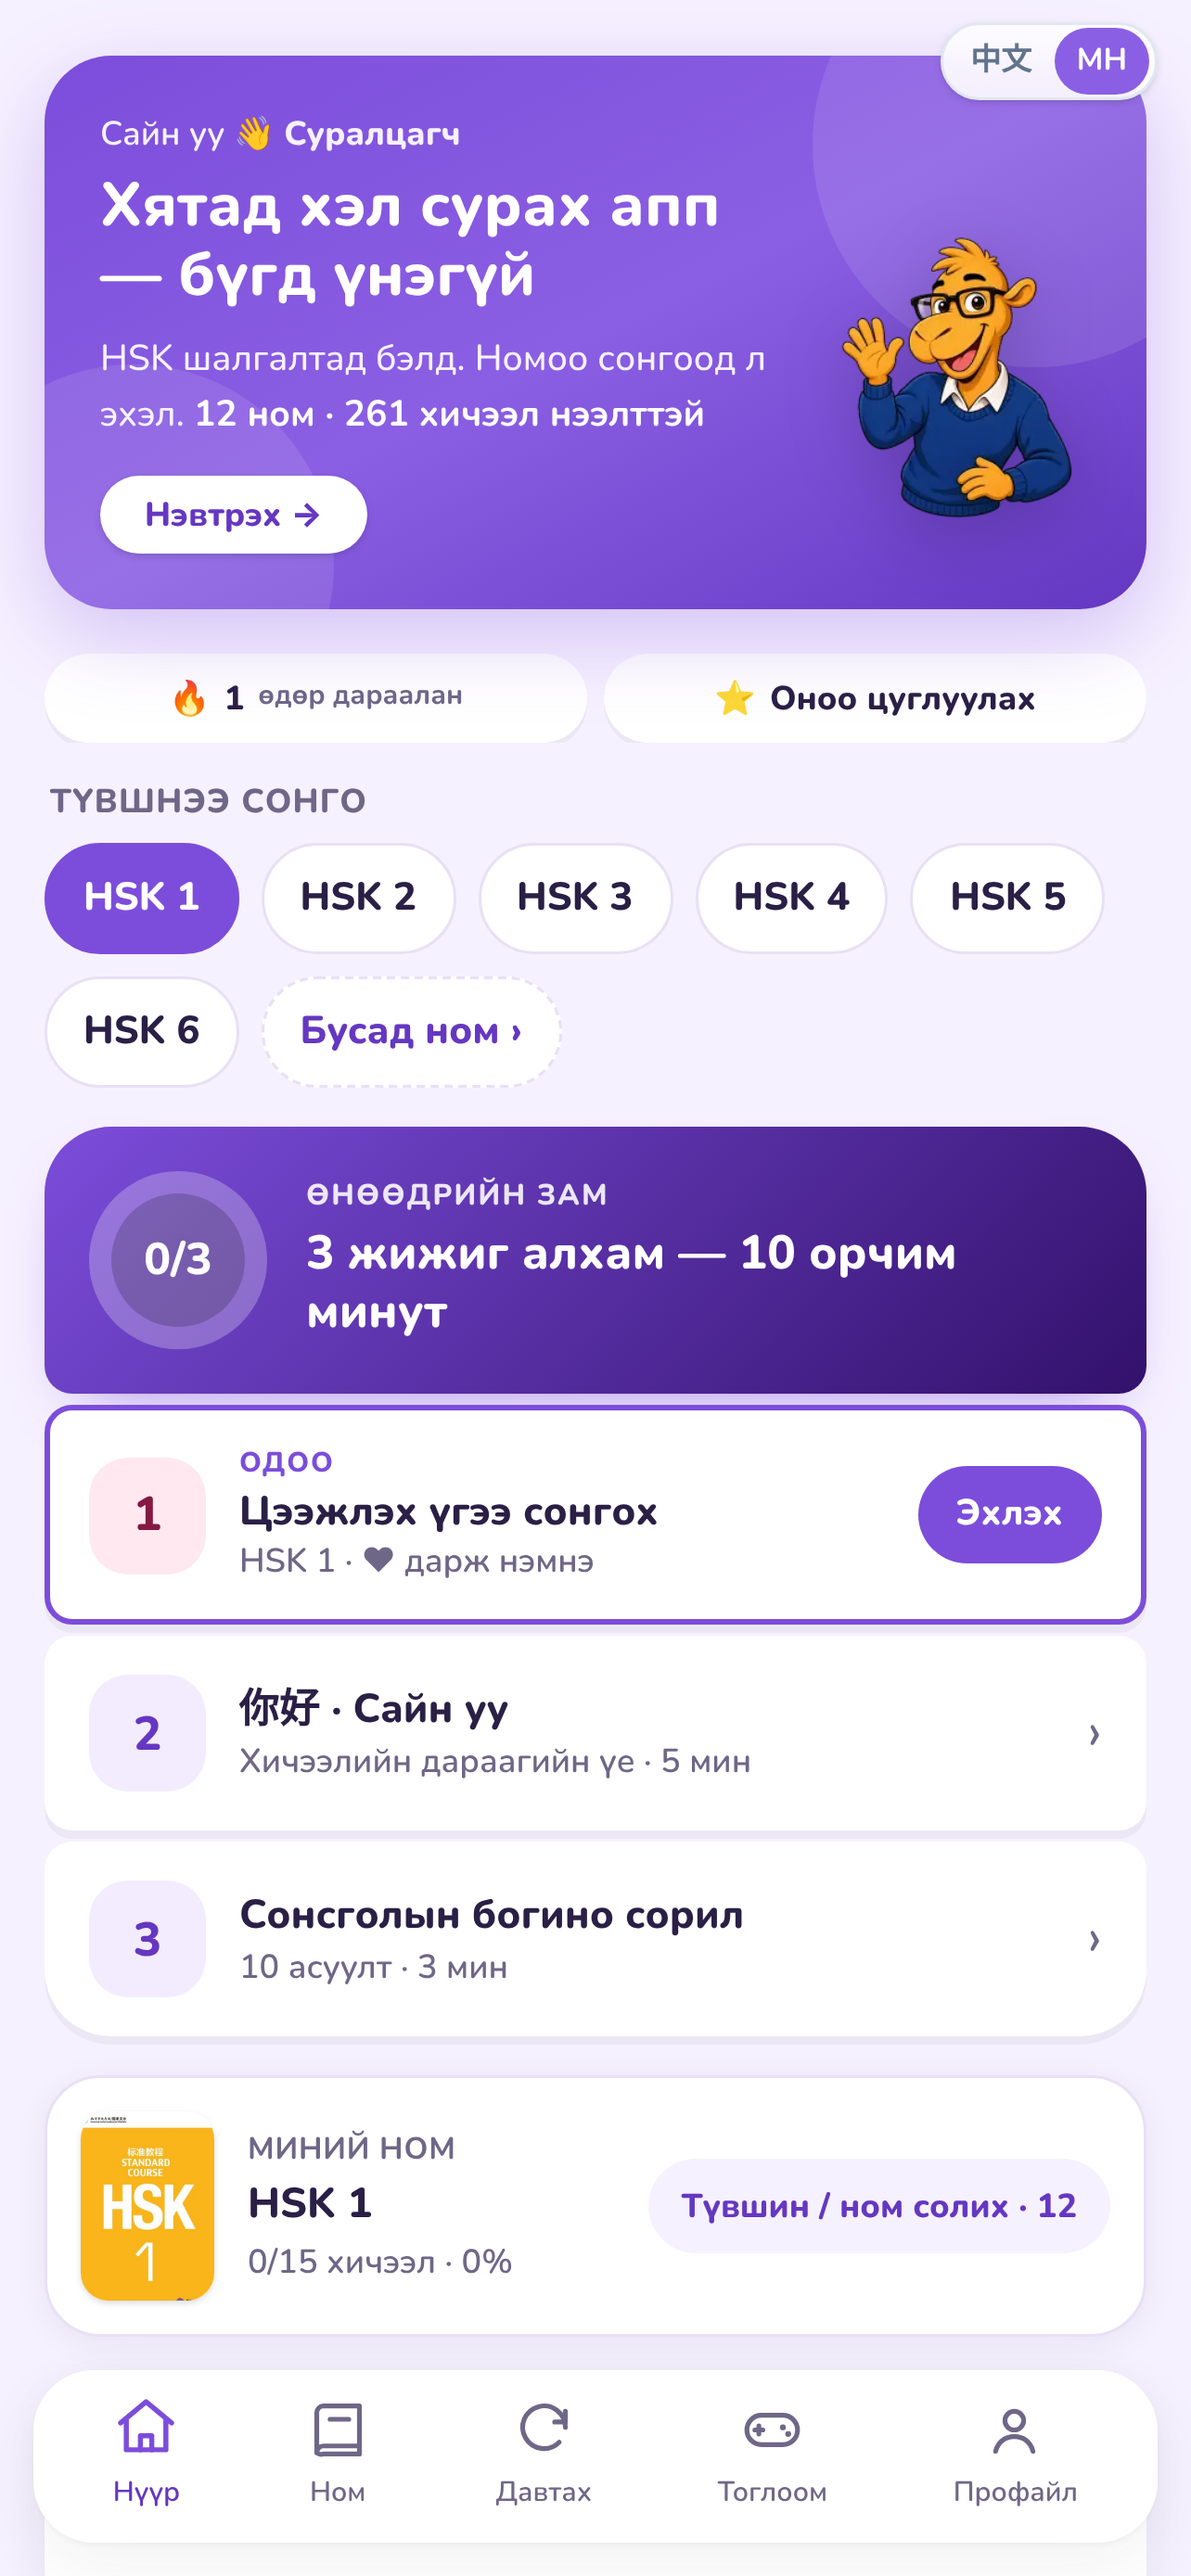 中文 МН
Сайн уу 👋 Суралцагч
Хятад хэл сурах апп
— бүгд үнэгүй
HSK шалгалтад бэлд. Номоо сонгоод л
эхэл. 12 ном · 261 хичээл нээлттэй
Нэвтрэх →
🔥 1 өдөр дараалан
⭐ Оноо цуглуулах
ТҮВШНЭЭ СОНГО
HSK 1 HSK 2 HSK 3 HSK 4 HSK 5
HSK 6 Бусад ном ›
0/3
ӨНӨӨДРИЙН ЗАМ
3 жижиг алхам — 10 орчим
минут
1
ОДОО
Цээжлэх үгээ сонгох
HSK 1 · ♥ дарж нэмнэ
Эхлэх
2
你好 · Сайн уу
Хичээлийн дараагийн үе · 5 мин
›
3
Сонсголын богино сорил
10 асуулт · 3 мин
›
标准教程
STANDARD
COURSE
HSK
1
МИНИЙ НОМ
HSK 1
0/15 хичээл · 0%
Түвшин / ном солих · 12
Нүүр Ном Давтах Тоглоом Профайл